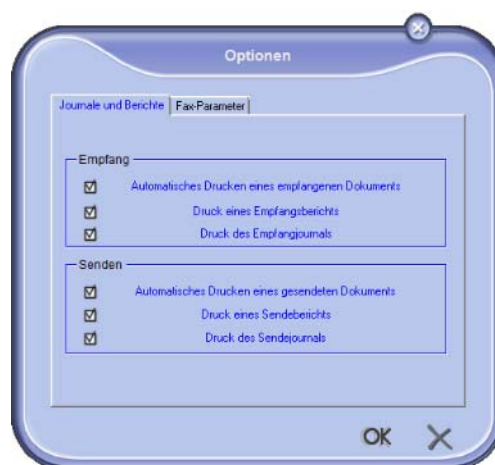 Optionen
Journale und Berichte
Fax-Parameter
Empfang
Automatisches Drucken eines empfangenen Dokuments
Druck eines Empfangsberichts
Druck des Empfangjournals
Senden
Automatisches Drucken eines gesendeten Dokuments
Druck eines Sendeberichts
Druck des Sendejournals
OK